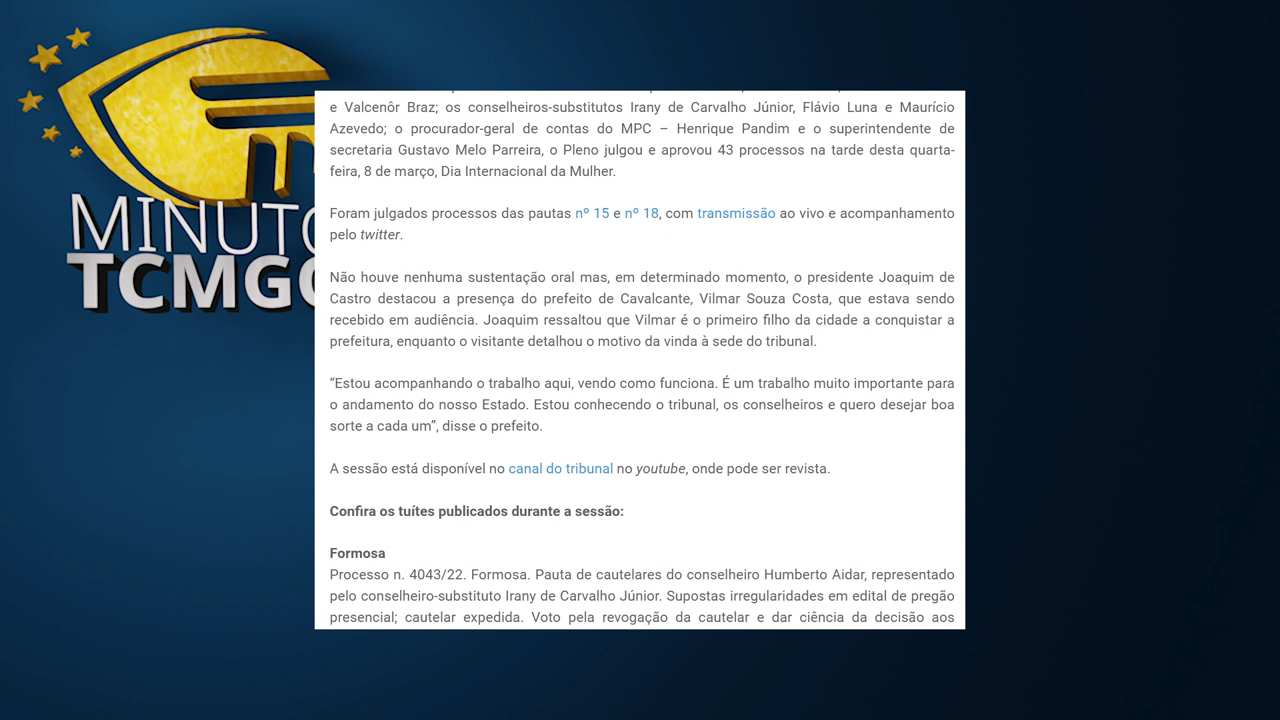 MINUTO
TCMGO
e Valcenôr Braz; os conselheiros-substitutos Irany de Carvalho Júnior, Flávio Luna e Maurício
Azevedo; o procurador-geral de contas do MPC – Henrique Pandim e o superintendente de
secretaria Gustavo Melo Parreira, o Pleno julgou e aprovou 43 processos na tarde desta quarta-
feira, 8 de março, Dia Internacional da Mulher.
Foram julgados processos das pautas nº 15 e nº 18, com transmissão ao vivo e acompanhamento
pelo twitter.
Não houve nenhuma sustentação oral mas, em determinado momento, o presidente Joaquim de
Castro destacou a presença do prefeito de Cavalcante, Vilmar Souza Costa, que estava sendo
recebido em audiência. Joaquim ressaltou que Vilmar é o primeiro filho da cidade a conquistar a
prefeitura, enquanto o visitante detalhou o motivo da vinda à sede do tribunal.
“Estou acompanhando o trabalho aqui, vendo como funciona. É um trabalho muito importante para
o andamento do nosso Estado. Estou conhecendo o tribunal, os conselheiros e quero desejar boa
sorte a cada um”, disse o prefeito.
A sessão está disponível no canal do tribunal no youtube, onde pode ser revista.
Confira os tuítes publicados durante a sessão:
Formosa
Processo n. 4043/22. Formosa. Pauta de cautelares do conselheiro Humberto Aidar, representado
pelo conselheiro-substituto Irany de Carvalho Júnior. Supostas irregularidades em edital de pregão
presencial; cautelar expedida. Voto pela revogação da cautelar e dar ciência da decisão aos